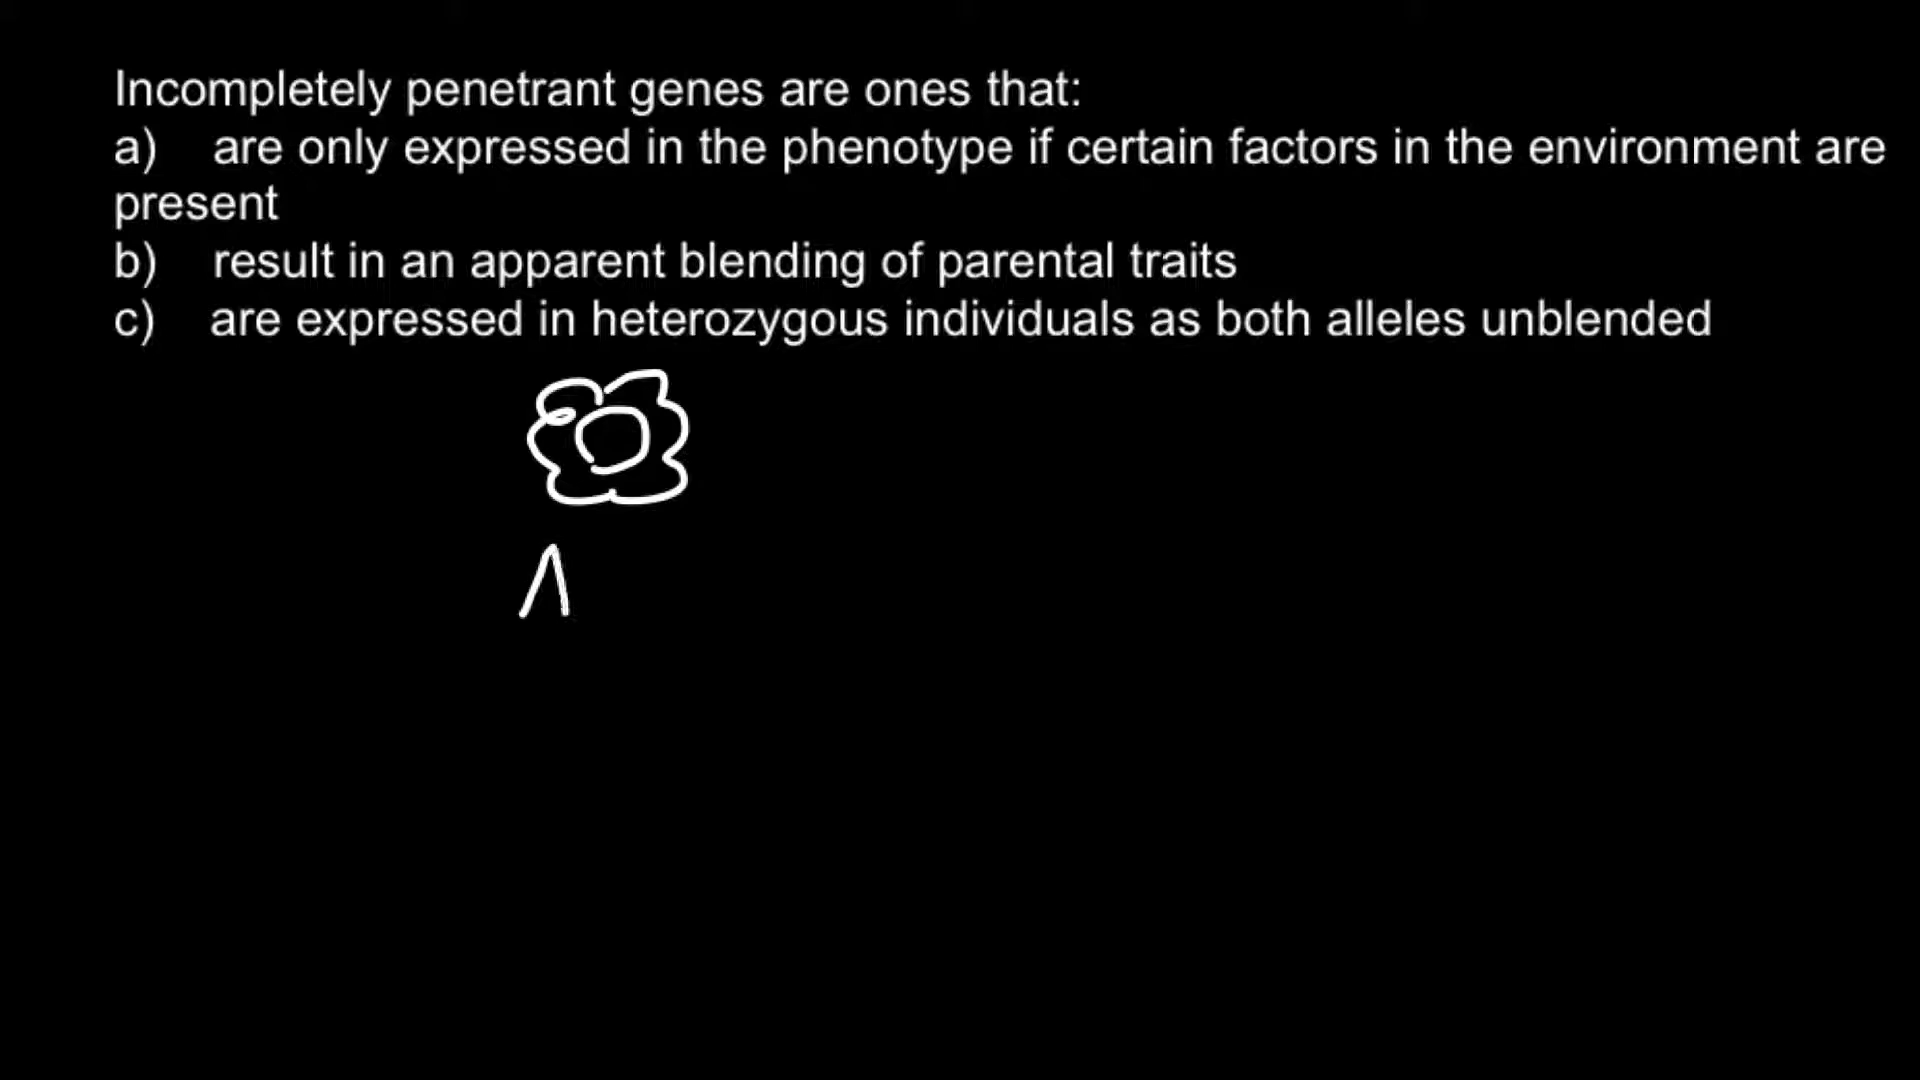 Incompletely penetrant genes are ones that:
a) are only expressed in the phenotype if certain factors in the environment are
present
b) result in an apparent blending of parental traits
c) are expressed in heterozygous individuals as both alleles unblended